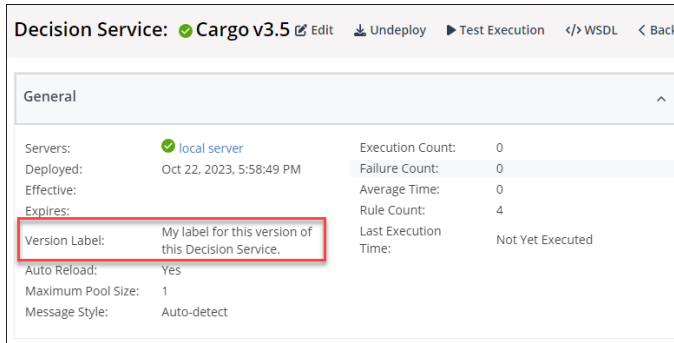 Decision Service: Cargo v3.5 Edit Undeploy Test Execution </> WSDL Back
General
Servers: local server
Deployed: Oct 22, 2023, 5:58:49 PM
Effective:
Expires:
Version Label: My label for this version of
this Decision Service.
Auto Reload: Yes
Maximum Pool Size: 1
Message Style: Auto-detect
Execution Count: 0
Failure Count: 0
Average Time: 0
Rule Count: 4
Last Execution
Time: Not Yet Executed